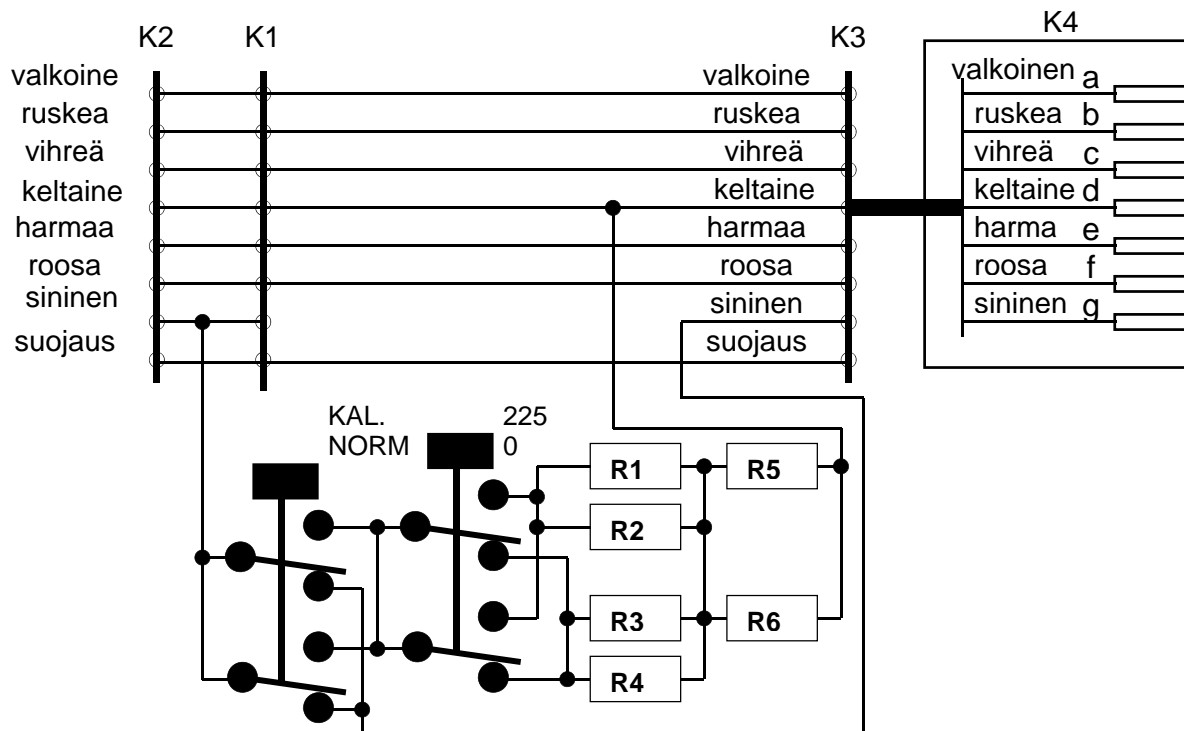 K4
K2 K1 K3
valkoine valkoine valkoinen a
ruskea ruskea ruskea b
vihreä vihreä vihreä c
keltaine keltaine keltaine d
harmaa harmaa harma e
roosa roosa roosa f
sininen sininen sininen g
suojaus suojaus
KAL. 225
NORM 0
R1 R5
R2
R3 R6
R4